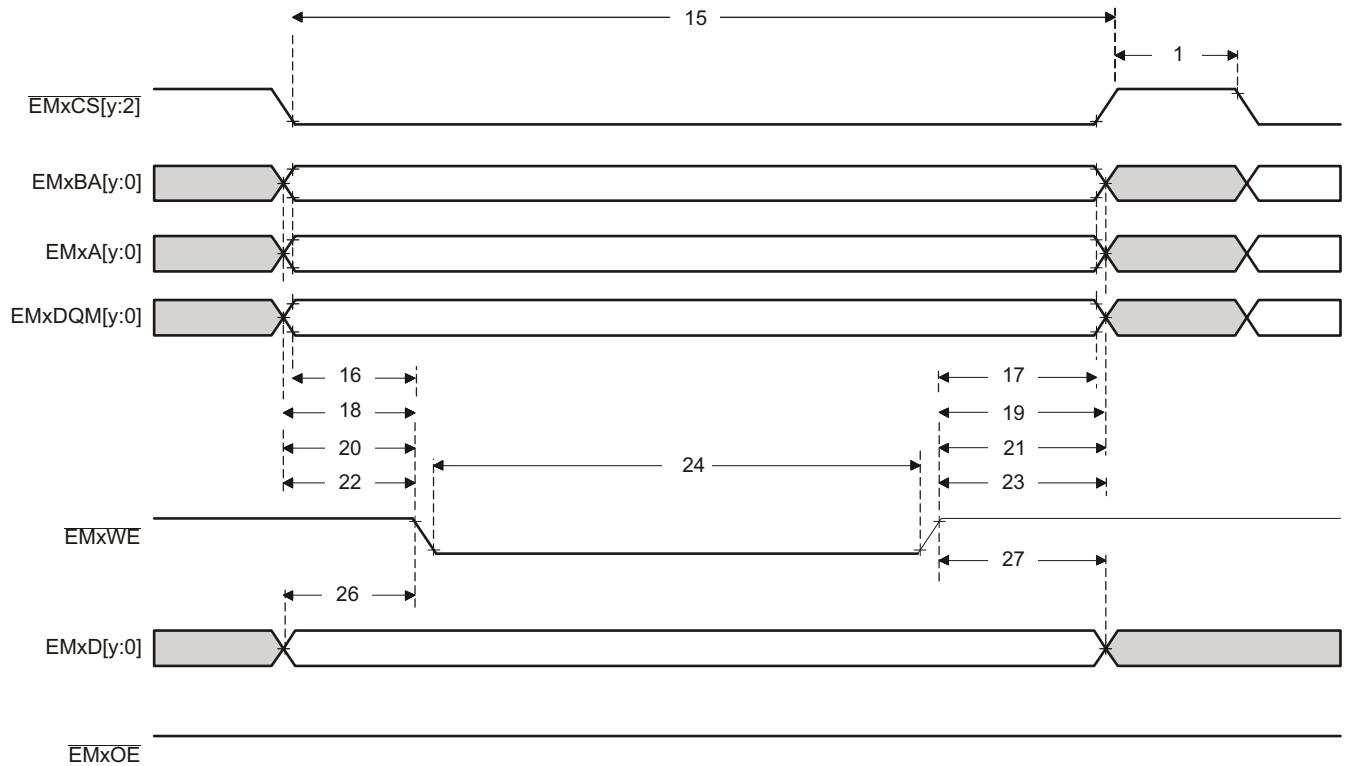 15
1
EMxCS[y:2]
EMxBA[y:0]
EMxA[y:0]
EMxDQM[y:0]
16 17
18 19
20 21
24
22 23
EMxWE
27
26
EMxD[y:0]
EMxOE